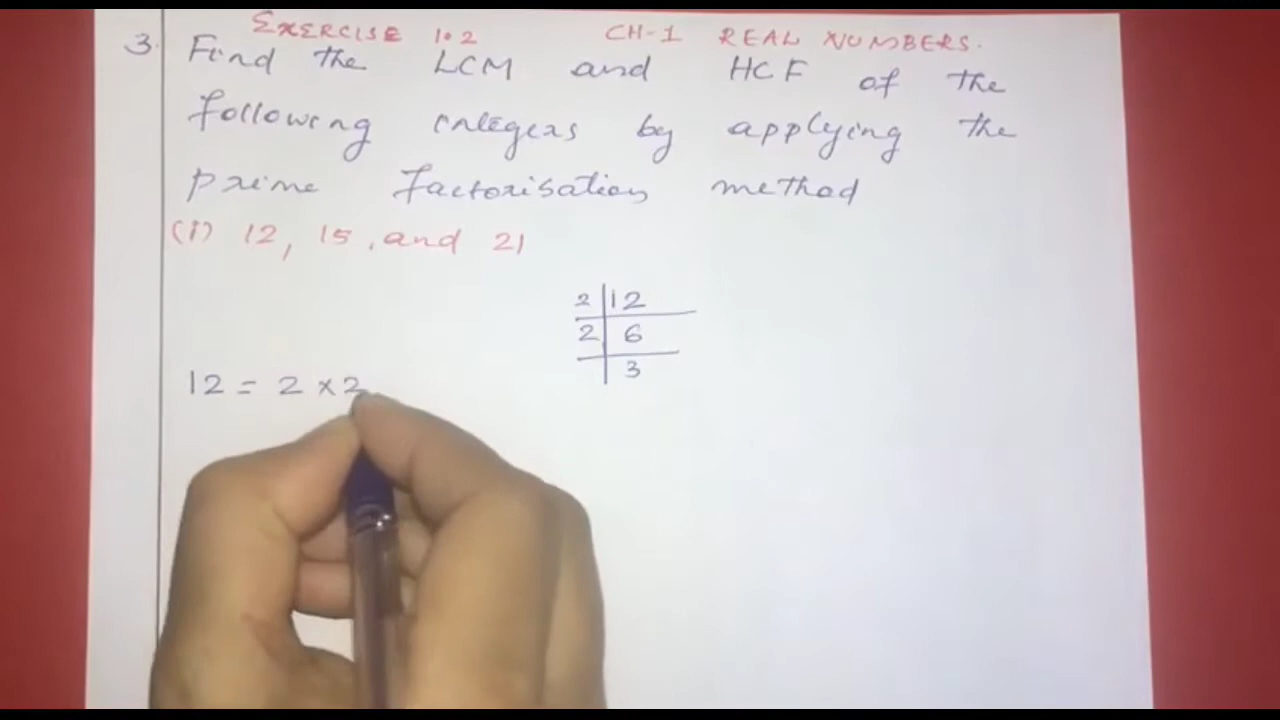 EXERCISE 1.2 CH-1 REAL NUMBERS.
3. Find the LCM and HCF of the
following integers by applying the
prime factorisation method
(i) 12, 15, and 21
2 | 12
2 | 6
3
12 = 2 × 2